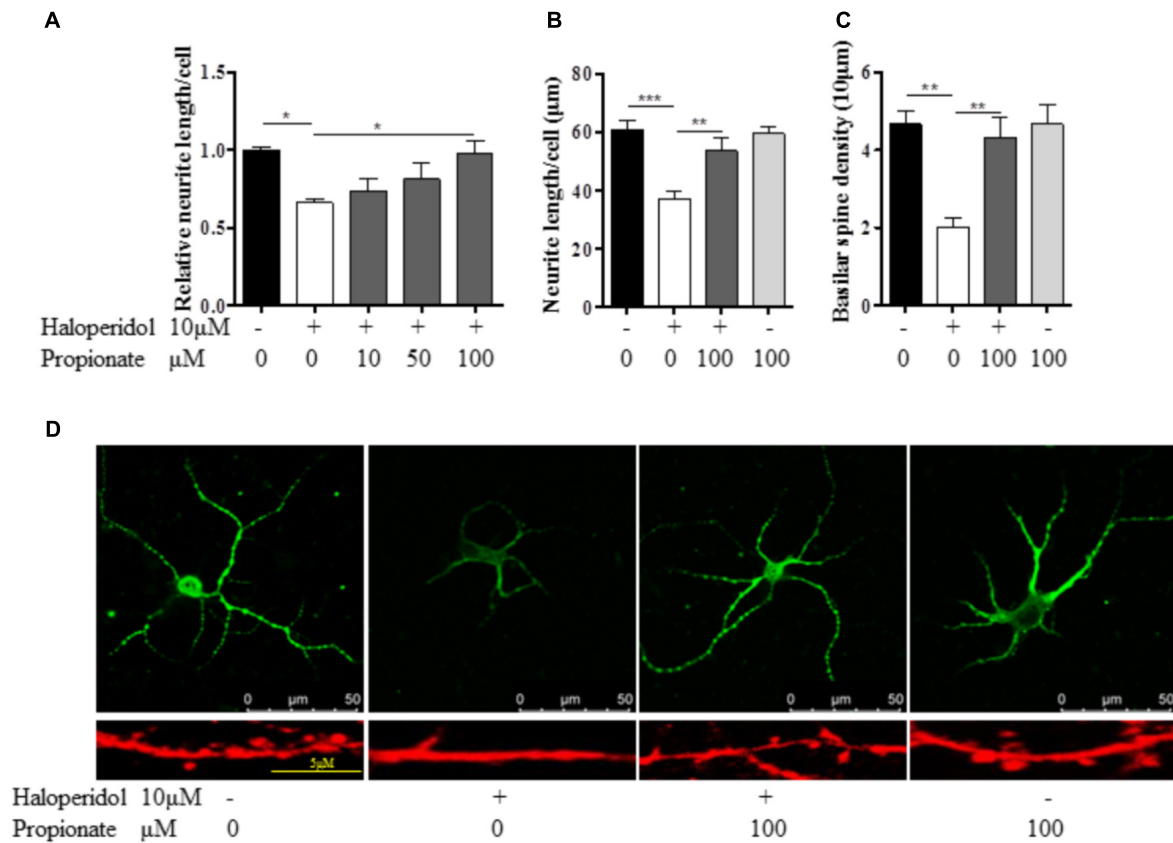 A
Relative neurite length/cell
1.5
1.0
0.5
0.0
* *
Haloperidol 10μM - + + + +
Propionate μM 0 0 10 50 100
B
Neurite length/cell (μm)
80
60
40
20
0
*** **
- + + -
0 0 100 100
C
Basilar spine density (10μm)
6
4
2
0
** **
- + + -
0 0 100 100
D
0 μm 50
0 μm 50
0 μm 50
0 μm 50
5μM
Haloperidol 10μM - + + -
Propionate μM 0 0 100 100